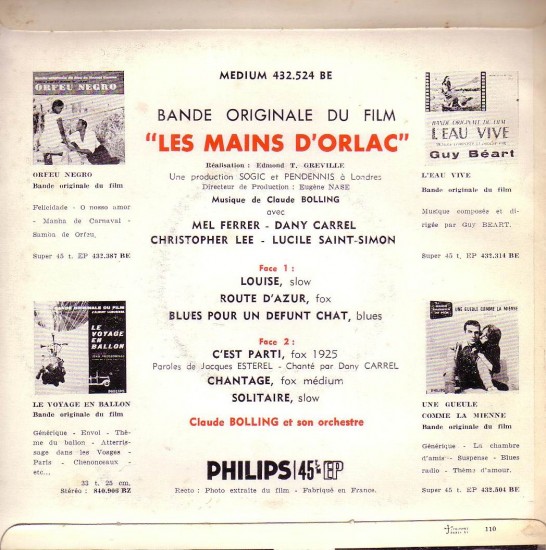 MEDIUM 432.524 BE
BANDE ORIGINALE DU FILM
"LES MAINS D'ORLAC"
Réalisation : Edmond T. GREVILLE
Une production SOGIC et PENDENNIS à Londres
Directeur de Production : Eugène NASE
Musique de Claude BOLLING
avec
MEL FERRER - DANY CARREL
CHRISTOPHER LEE - LUCILE SAINT-SIMON
Face 1 :
LOUISE, slow
ROUTE D'AZUR, fox
BLUES POUR UN DEFUNT CHAT, blues
Face 2 :
C'EST PARTI, fox 1925
Paroles de Jacques ESTEREL - Chanté par Dany CARREL
CHANTAGE, fox médium
SOLITAIRE, slow
Claude BOLLING et son orchestre
PHILIPS 45 EP
Recto : Photo extraite du film - Fabriqué en France.
ORFEU NEGRO
ORFEU NEGRO
Bande originale du film
Felicidade - O nosso amor
- Manha de Carnaval -
Samba de Orfeu.
Super 45 t. EP 432.387 BE
LE VOYAGE
EN BALLON
LE VOYAGE EN BALLON
Bande originale du film
Générique - Envol - Thè-
me du ballon - Atterris-
sage dans les Vosges -
Paris - Chenonceaux -
etc...
33 t. 25 cm.
Stéréo : 840.906 BZ
BANDE ORIGINALE DU FILM
L'EAU VIVE
Guy Béart
L'EAU VIVE
Bande originale du film
Musique composée et di-
rigée par Guy BEART.
Super 45 t. EP 432.314 BE
UNE GUEULE COMME LA MIENNE
PHILIPS
UNE GUEULE
COMME LA MIENNE
Bande originale du film
Générique - La chambre
d'amis - Suspense - Blues
radio - Thème d'amour.
Super 45 t. EP 432.504 BE
110